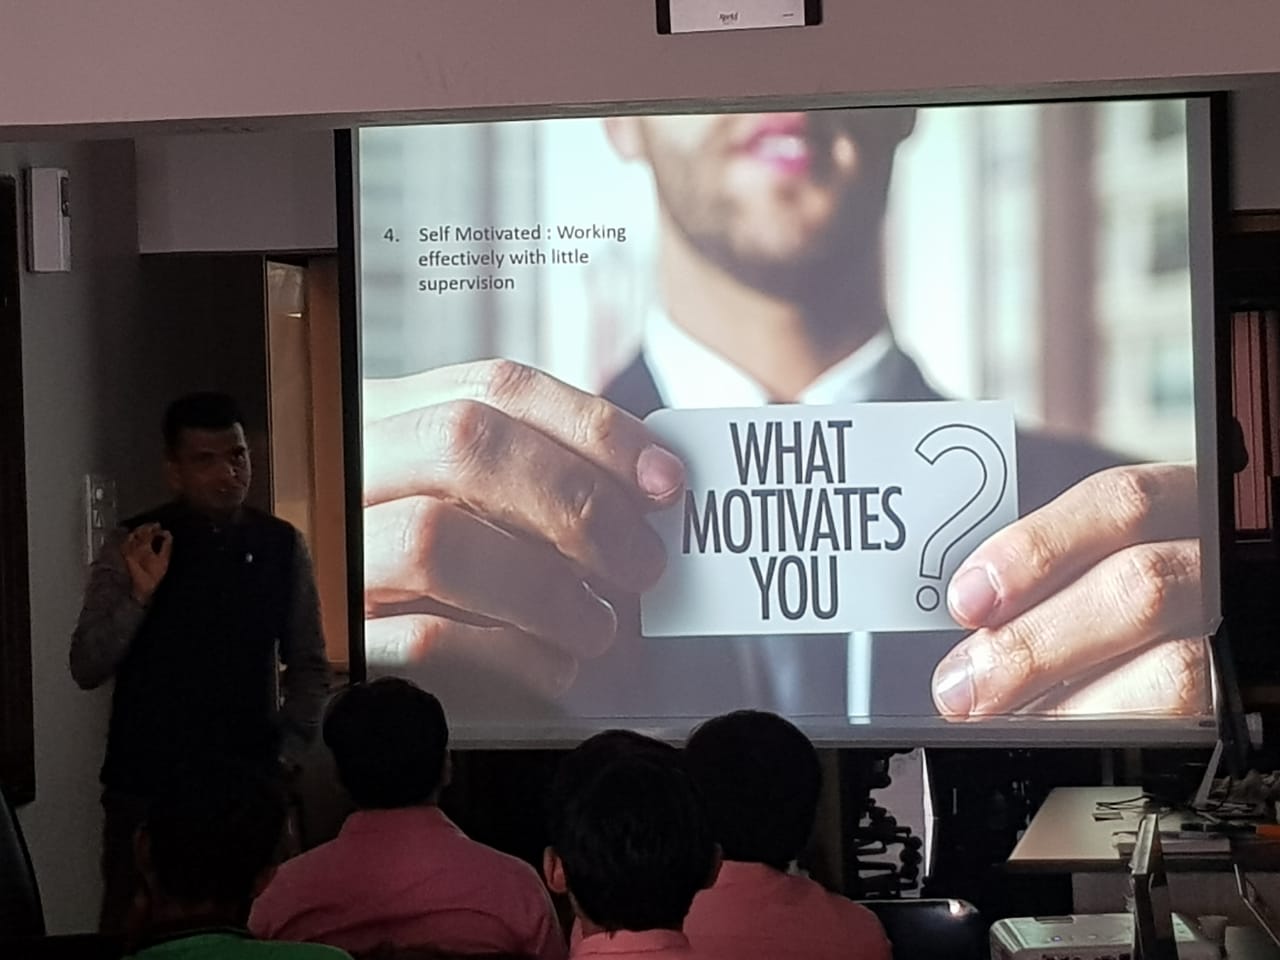 4. Self Motivated : Working
effectively with little
supervision
WHAT
MOTIVATES
YOU
?